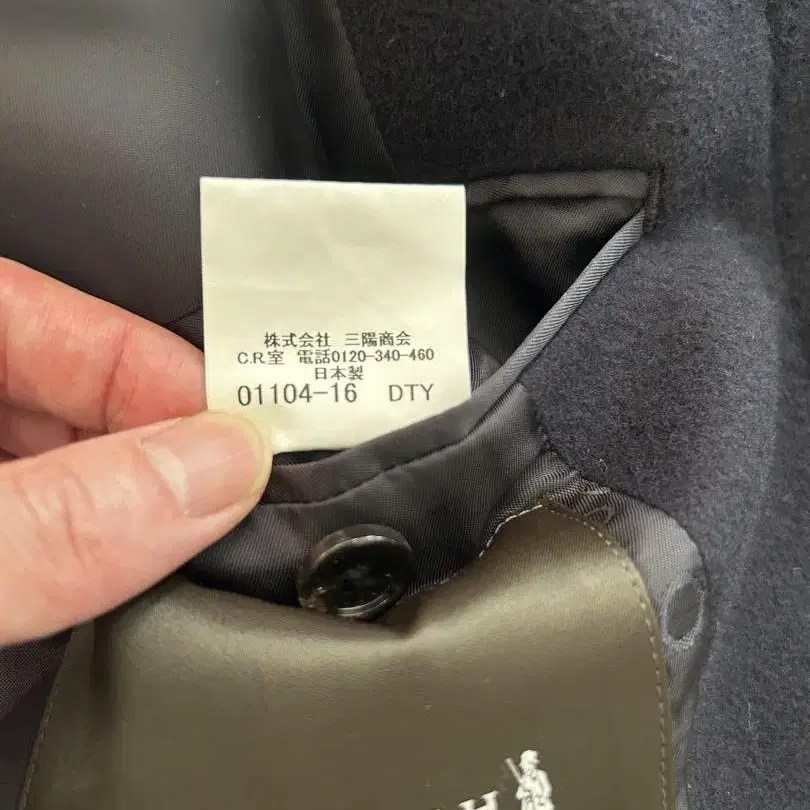 株式会社 三陽商会
C.R室 電話0120-340-460
日本製
01104-16 DTY